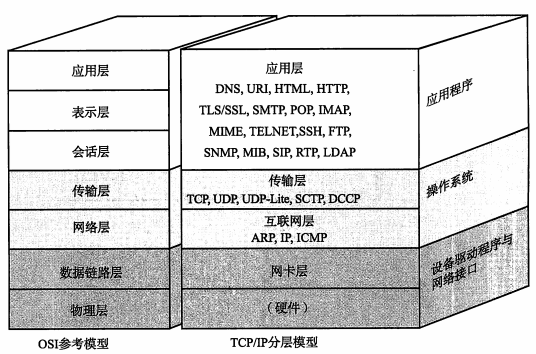 应用层
表示层
会话层
传输层
网络层
数据链路层
物理层
OSI参考模型
应用层
DNS, URI, HTML, HTTP,
TLS/SSL, SMTP, POP, IMAP,
MIME, TELNET,SSH, FTP,
SNMP, MIB, SIP, RTP, LDAP
传输层
TCP, UDP, UDP-Lite, SCTP, DCCP
互联网层
ARP, IP, ICMP
网卡层
（硬件）
TCP/IP分层模型
应用程序
操作系统
设备驱动程序与
网络接口